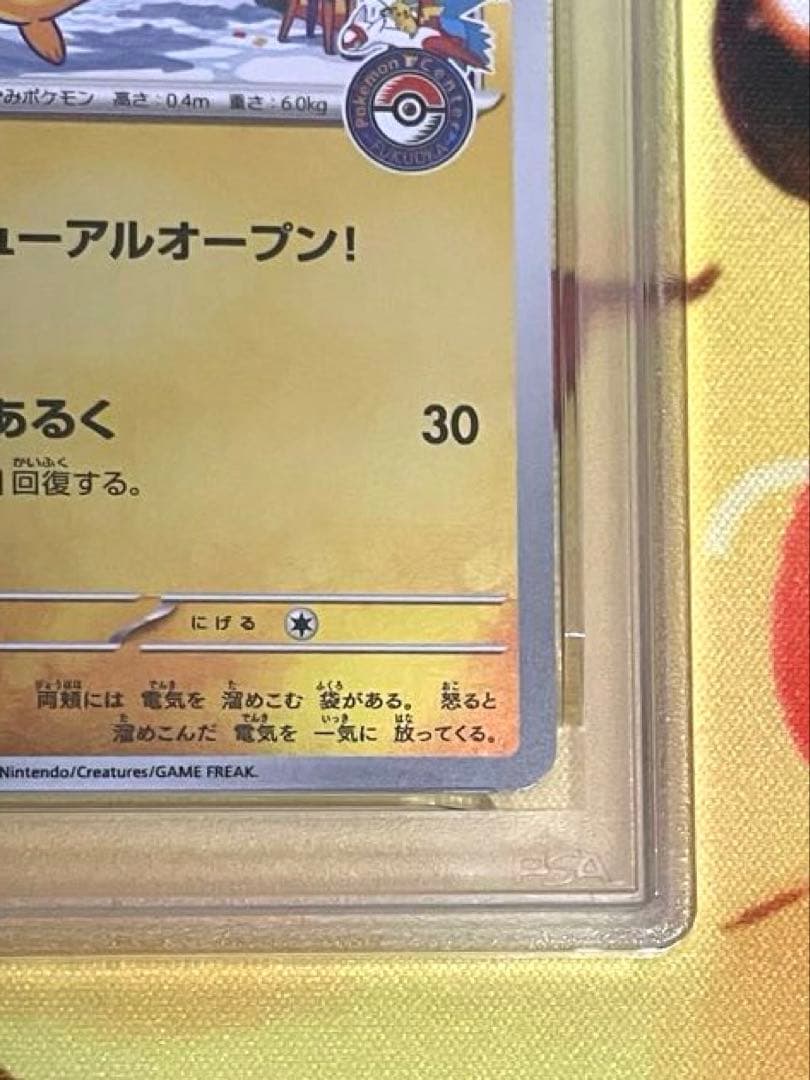 みポケモン 高さ:0.4m 重さ:6.0kg
Pokémon Center
FUKUOKA
ューアルオープン!
あるく 30
かいふく
回復する。
にげる
りょうほほ でんき た ふくろ おこ
両頬には 電気を 溜めこむ 袋がある。 怒ると
た でんき いっき はな
溜めこんだ 電気を 一気に 放ってくる。
Nintendo/Creatures/GAME FREAK.
PSA